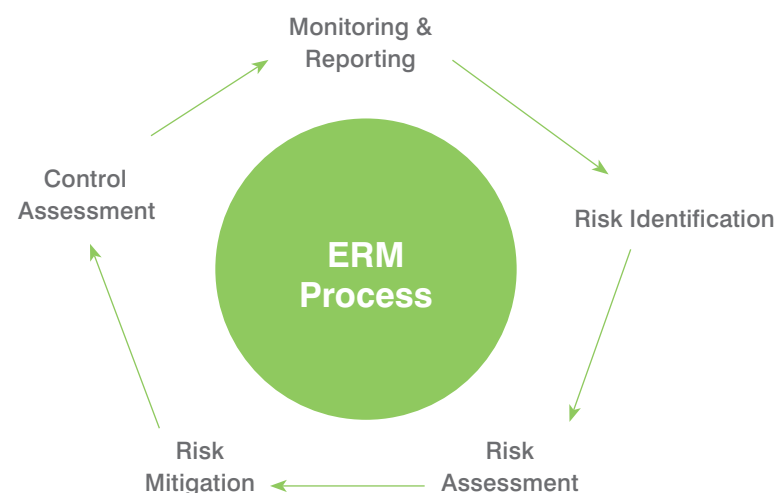 Monitoring &
Reporting
Risk Identification
Risk
Assessment
Risk
Mitigation
Control
Assessment
ERM
Process